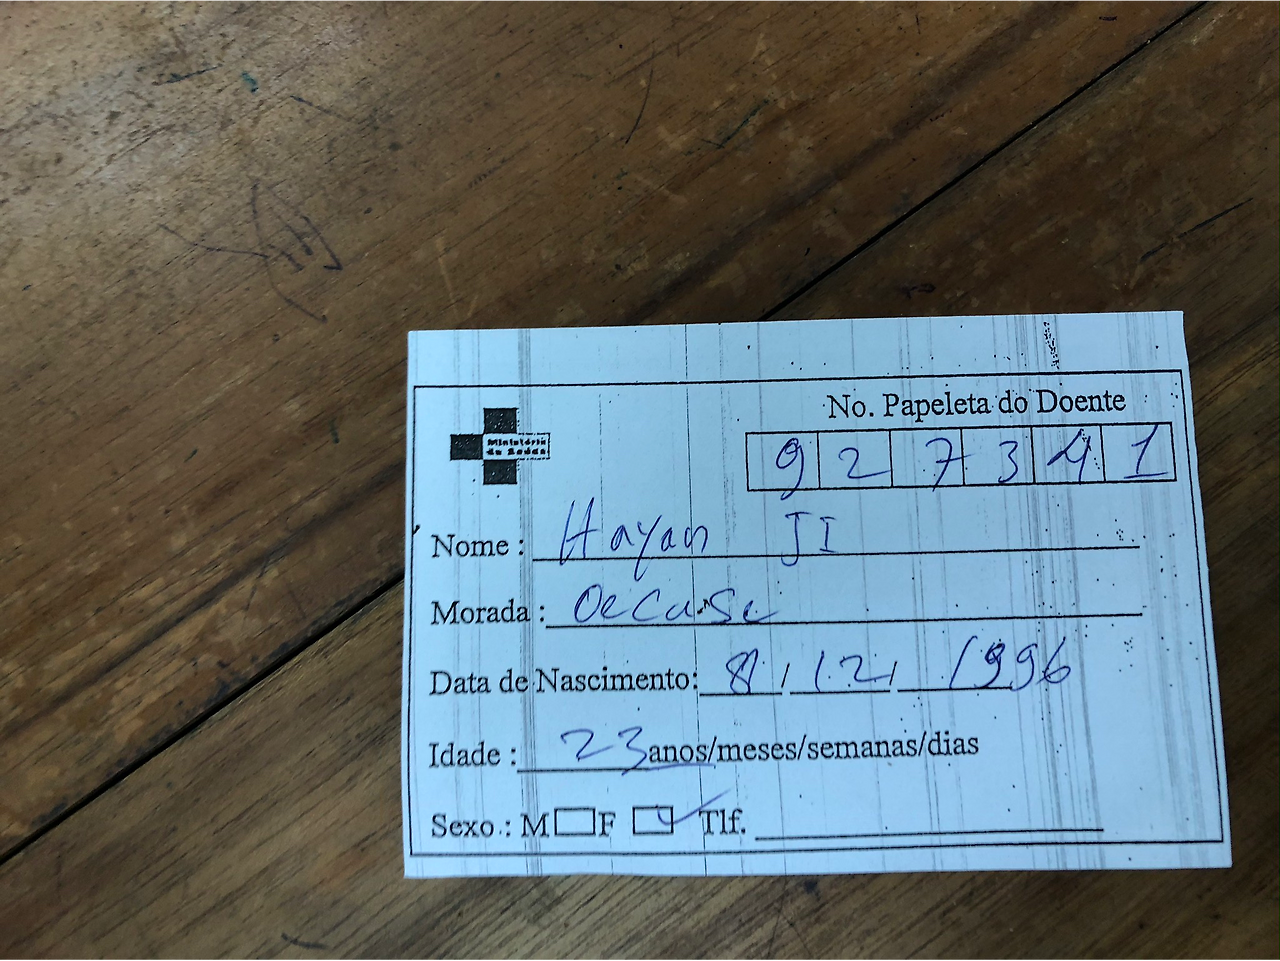 No. Papeleta do Doente
Ministério
da Saúde
9 2 7 3 4 1
Nome : Hayan JI
Morada : Oecusse
Data de Nascimento: 8 / 12 / 1996
Idade : 23 anos/meses/semanas/dias
Sexo : M F ✓ Tlf.